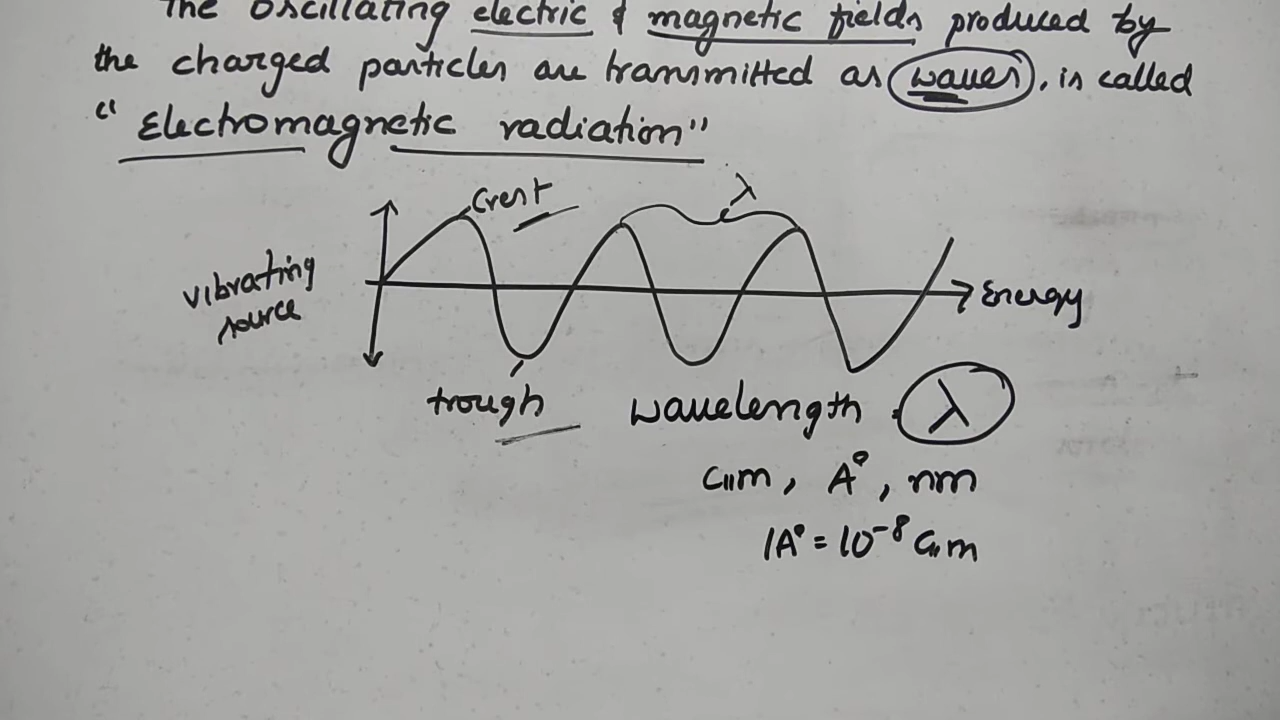 The Oscillating electric & magnetic fields produced by
the charged particles are transmitted as waves, is called
"Electromagnetic radiation"
Crest
λ
vibrating
source
Energy
trough
wavelength λ
cm, A°, nm
1A° = 10⁻⁸ cm